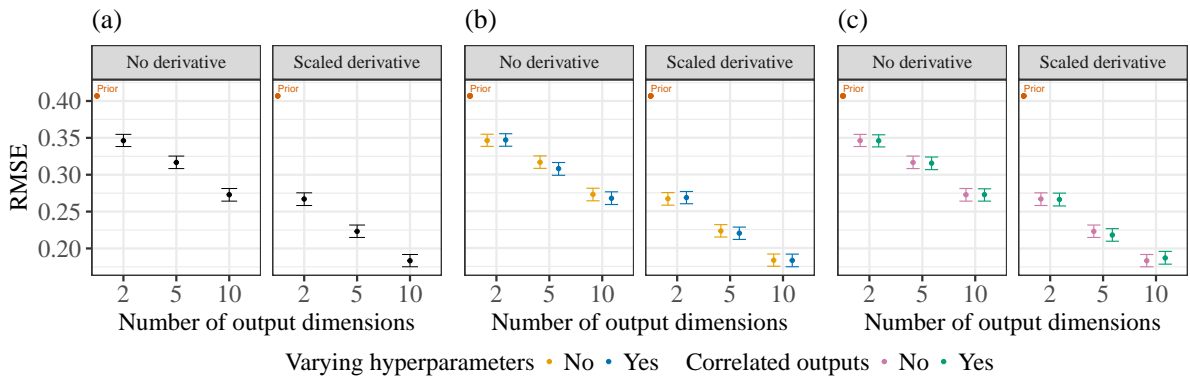 (a)
(b)
(c)
No derivative
Scaled derivative
No derivative
Scaled derivative
No derivative
Scaled derivative
Prior
Prior
Prior
Prior
Prior
Prior
RMSE
0.40
0.35
0.30
0.25
0.20
2 5 10
2 5 10
2 5 10
2 5 10
2 5 10
2 5 10
Number of output dimensions
Number of output dimensions
Number of output dimensions
Varying hyperparameters No Yes Correlated outputs No Yes